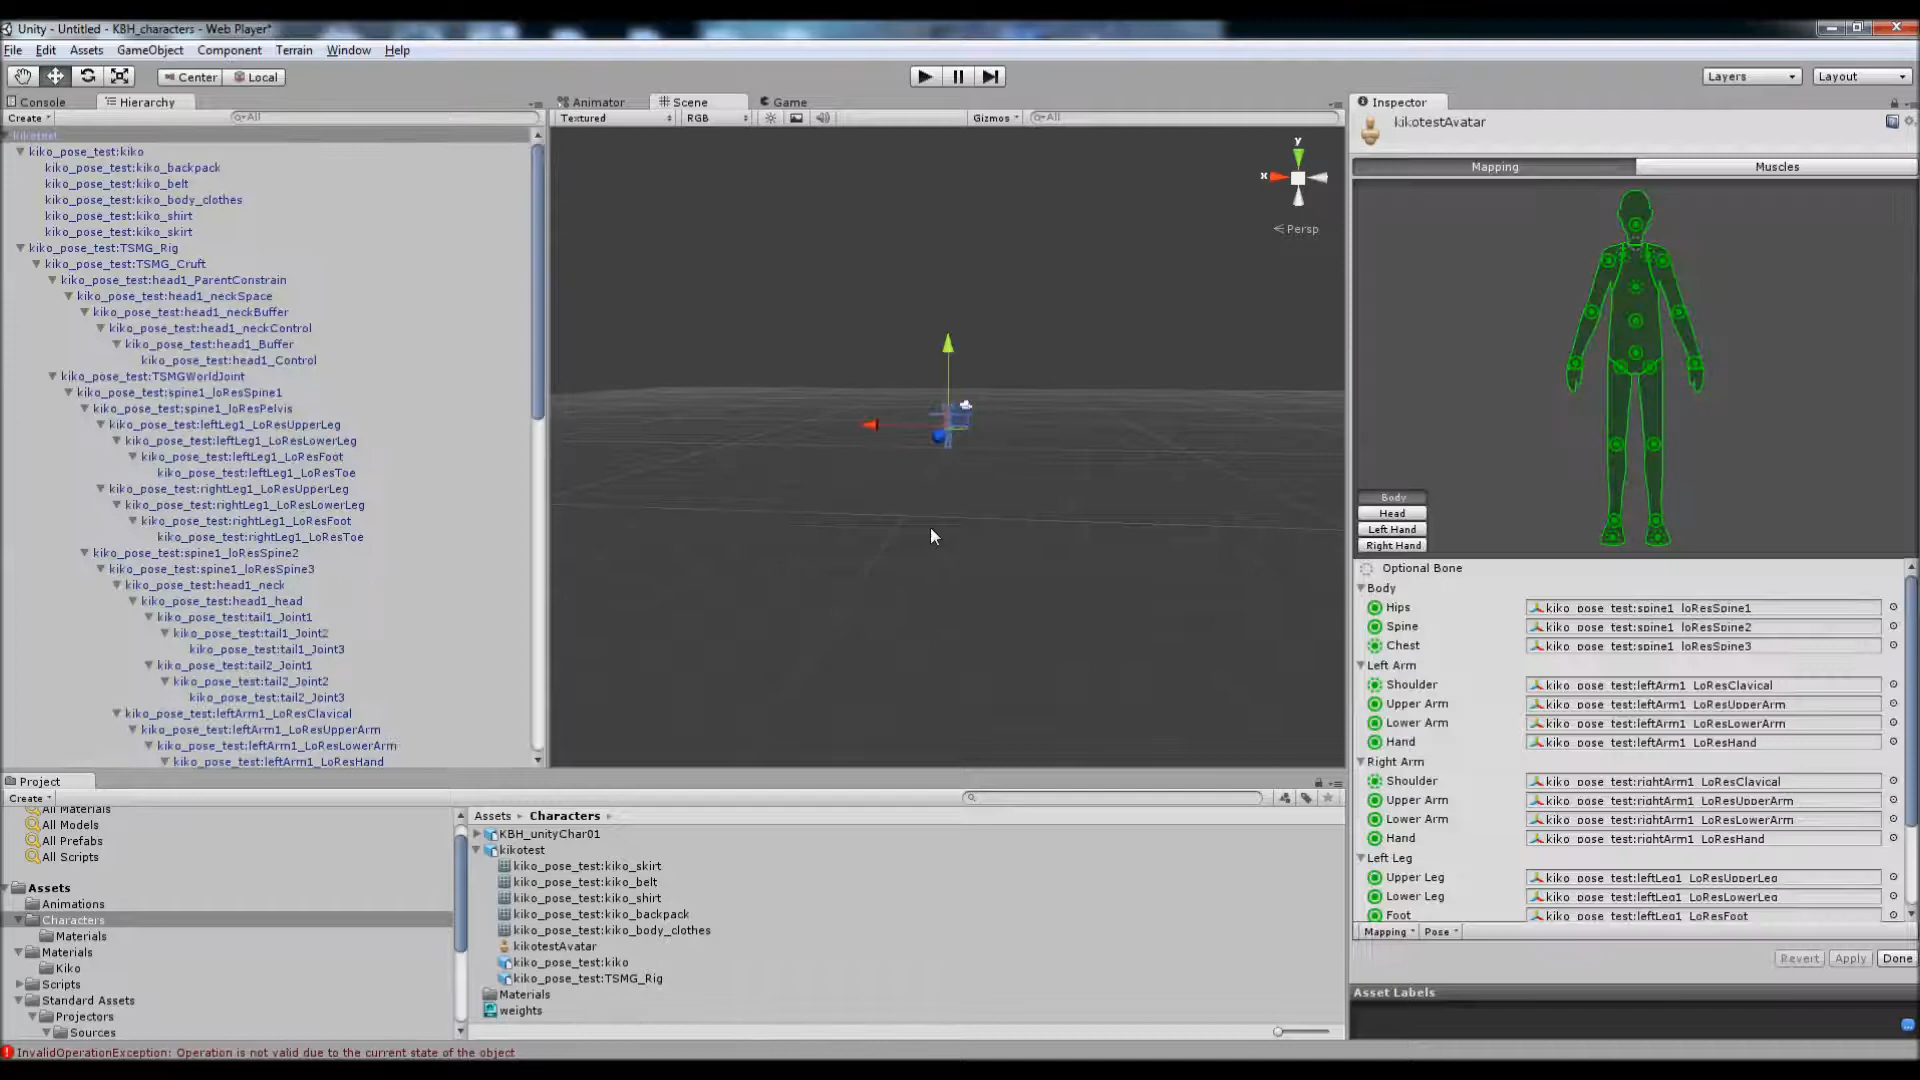 Unity - Untitled - KBH_characters - Web Player*
File Edit Assets GameObject Component Terrain Window Help
Center Local
Layers Layout
Console Hierarchy
Create All
kiko_pose_test:kiko
kiko_pose_test:kiko_backpack
kiko_pose_test:kiko_belt
kiko_pose_test:kiko_body_clothes
kiko_pose_test:kiko_shirt
kiko_pose_test:kiko_skirt
kiko_pose_test:TSMG_Rig
kiko_pose_test:TSMG_Cruft
kiko_pose_test:head1_ParentConstrain
kiko_pose_test:head1_neckSpace
kiko_pose_test:head1_neckBuffer
kiko_pose_test:head1_neckControl
kiko_pose_test:head1_Buffer
kiko_pose_test:head1_Control
kiko_pose_test:TSMGWorldJoint
kiko_pose_test:spine1_loResSpine1
kiko_pose_test:spine1_loResPelvis
kiko_pose_test:leftLeg1_LoResUpperLeg
kiko_pose_test:leftLeg1_LoResLowerLeg
kiko_pose_test:leftLeg1_LoResFoot
kiko_pose_test:leftLeg1_LoResToe
kiko_pose_test:rightLeg1_LoResUpperLeg
kiko_pose_test:rightLeg1_LoResLowerLeg
kiko_pose_test:rightLeg1_LoResFoot
kiko_pose_test:rightLeg1_LoResToe
kiko_pose_test:spine1_loResSpine2
kiko_pose_test:spine1_loResSpine3
kiko_pose_test:head1_neck
kiko_pose_test:head1_head
kiko_pose_test:tail1_Joint1
kiko_pose_test:tail1_Joint2
kiko_pose_test:tail1_Joint3
kiko_pose_test:tail2_Joint1
kiko_pose_test:tail2_Joint2
kiko_pose_test:tail2_Joint3
kiko_pose_test:leftArm1_LoResClavical
kiko_pose_test:leftArm1_LoResUpperArm
kiko_pose_test:leftArm1_LoResLowerArm
kiko_pose_test:leftArm1_LoResHand
Animator Scene Game
Textured RGB Gizmos All
y
x
Persp
Inspector
kikotestAvatar
Mapping Muscles
Body
Head
Left Hand
Right Hand
Optional Bone
Body
Hips kiko_pose_test:spine1_loResSpine1
Spine kiko_pose_test:spine1_loResSpine2
Chest kiko_pose_test:spine1_loResSpine3
Left Arm
Shoulder kiko_pose_test:leftArm1_LoResClavical
Upper Arm kiko_pose_test:leftArm1_LoResUpperArm
Lower Arm kiko_pose_test:leftArm1_LoResLowerArm
Hand kiko_pose_test:leftArm1_LoResHand
Right Arm
Shoulder kiko_pose_test:rightArm1_LoResClavical
Upper Arm kiko_pose_test:rightArm1_LoResUpperArm
Lower Arm kiko_pose_test:rightArm1_LoResLowerArm
Hand kiko_pose_test:rightArm1_LoResHand
Left Leg
Upper Leg kiko_pose_test:leftLeg1_LoResUpperLeg
Lower Leg kiko_pose_test:leftLeg1_LoResLowerLeg
Foot kiko_pose_test:leftLeg1_LoResFoot
Mapping Pose
Revert Apply Done
Asset Labels
Project
Create
All Materials
All Models
All Prefabs
All Scripts
Assets
Animations
Characters
Materials
Materials
Kiko
Scripts
Standard Assets
Projectors
Sources
Assets Characters
KBH_unityChar01
kikotest
kiko_pose_test:kiko_skirt
kiko_pose_test:kiko_belt
kiko_pose_test:kiko_shirt
kiko_pose_test:kiko_backpack
kiko_pose_test:kiko_body_clothes
kikotestAvatar
kiko_pose_test:kiko
kiko_pose_test:TSMG_Rig
Materials
weights
InvalidOperationException: Operation is not valid due to the current state of the object